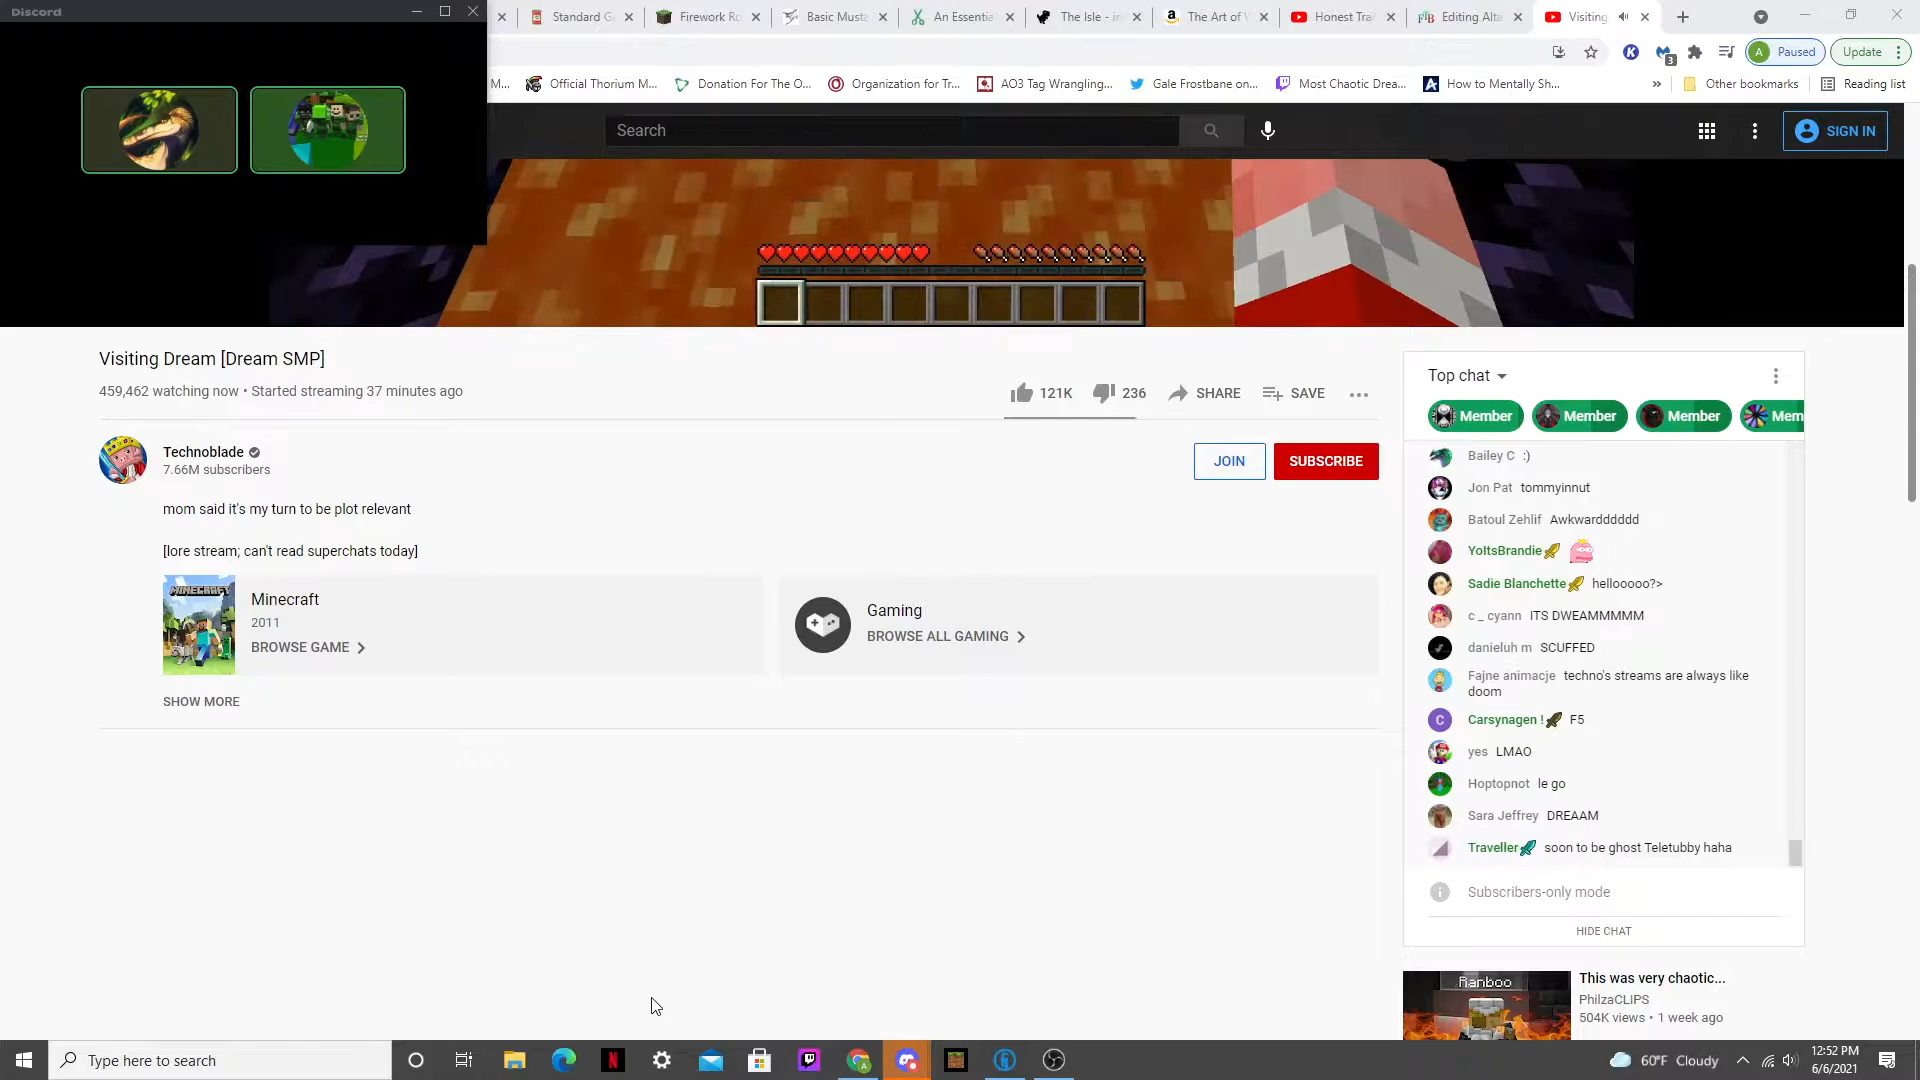 Discord
Standard G
Firework Ru
Basic Musta
An Essentia
The Isle - in
The Art of W
Honest Trai
Editing Alta
Visiting
A Paused
Update
M...
Official Thorium M...
Donation For The O...
Organization for Tr...
AO3 Tag Wrangling...
Gale Frostbane on...
Most Chaotic Drea...
How to Mentally Sh...
»
Other bookmarks
Reading list
Search
SIGN IN
Visiting Dream [Dream SMP]
459,462 watching now • Started streaming 37 minutes ago
121K
236
SHARE
SAVE
Technoblade
7.66M subscribers
JOIN
SUBSCRIBE
mom said it's my turn to be plot relevant
[lore stream; can't read superchats today]
MINECRAFT
Minecraft
2011
BROWSE GAME
Gaming
BROWSE ALL GAMING
SHOW MORE
Top chat
Member
Member
Member
Mem
Bailey C :)
Jon Pat tommyinnut
Batoul Zehlif Awkwardddddd
YoItsBrandie
Sadie Blanchette hellooooo?>
c _ cyann ITS DWEAMMMMM
danieluh m SCUFFED
Fajne animacje techno's streams are always like
doom
C Carsynagen ! F5
yes LMAO
Hoptopnot le go
Sara Jeffrey DREAAM
Traveller soon to be ghost Teletubby haha
Subscribers-only mode
HIDE CHAT
Ranboo
This was very chaotic...
PhilzaCLIPS
504K views • 1 week ago
Type here to search
60°F Cloudy
12:52 PM
6/6/2021